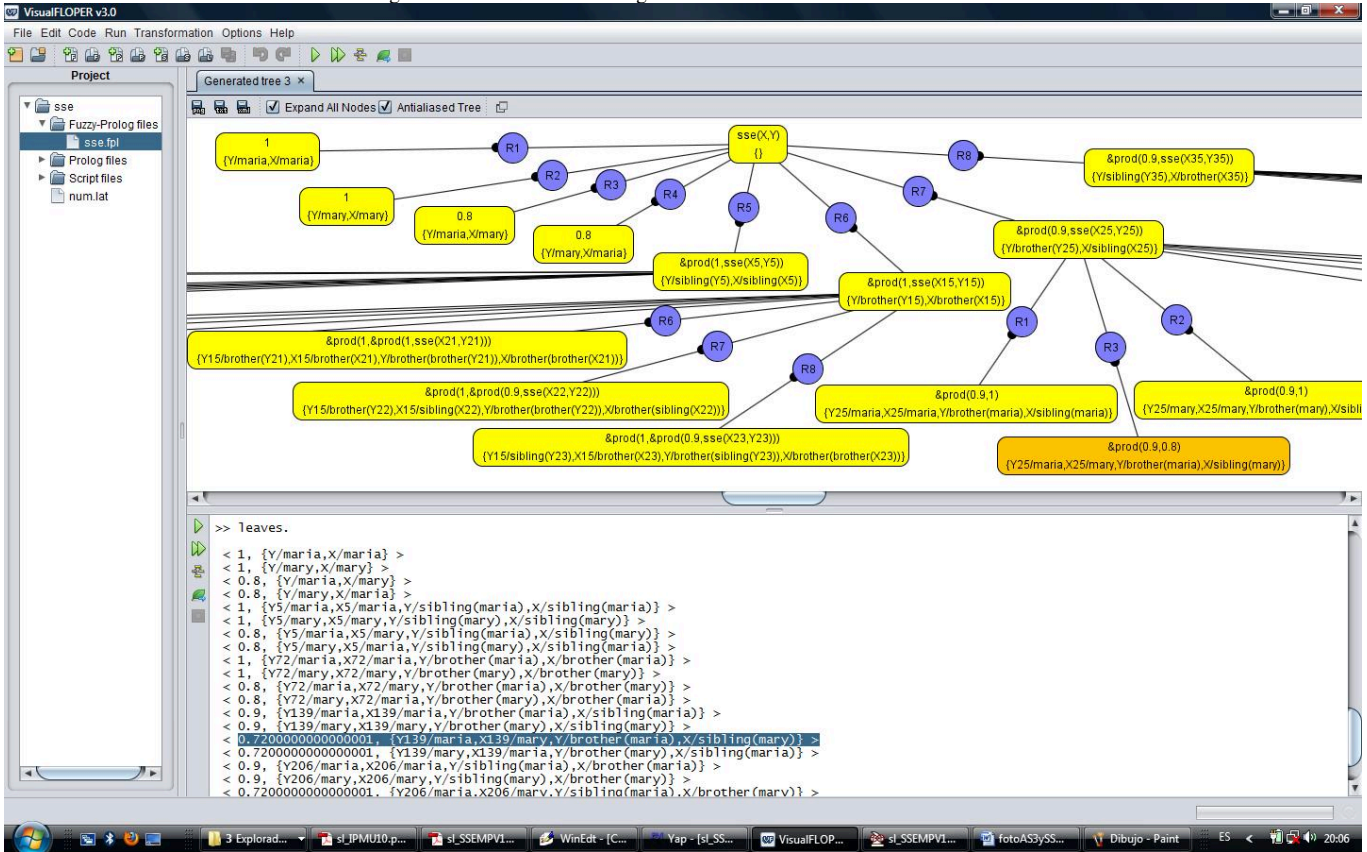 VisualFLOPER v3.0
File Edit Code Run Transformation Options Help
Project
sse
Fuzzy-Prolog files
sse.fpl
Prolog files
Script files
num.lat
Generated tree 3 ×
Expand All Nodes Antialiased Tree
sse(X,Y)
{}
R1
1
{Y/maria,X/maria}
R2
1
{Y/mary,X/mary}
R3
0.8
{Y/maria,X/mary}
R4
0.8
{Y/mary,X/maria}
R5
&prod(1,sse(X5,Y5))
{Y/sibling(Y5),X/sibling(X5)}
R6
&prod(1,sse(X15,Y15))
{Y/brother(Y15),X/brother(X15)}
R7
&prod(0.9,sse(X25,Y25))
{Y/brother(Y25),X/sibling(X25)}
R8
&prod(0.9,sse(X35,Y35))
{Y/sibling(Y35),X/brother(X35)}
R6
&prod(1,&prod(1,sse(X21,Y21)))
{Y15/brother(Y21),X15/brother(X21),Y/brother(brother(Y21)),X/brother(brother(X21))}
R7
&prod(1,&prod(0.9,sse(X22,Y22)))
{Y15/brother(Y22),X15/sibling(X22),Y/brother(brother(Y22)),X/brother(sibling(X22))}
R8
&prod(1,&prod(0.9,sse(X23,Y23)))
{Y15/sibling(Y23),X15/brother(X23),Y/brother(sibling(Y23)),X/brother(brother(X23))}
R1
&prod(0.9,1)
{Y25/maria,X25/maria,Y/brother(maria),X/sibling(maria)}
R3
&prod(0.9,0.8)
{Y25/maria,X25/mary,Y/brother(maria),X/sibling(mary)}
R2
&prod(0.9,1)
{Y25/mary,X25/mary,Y/brother(mary),X/sibli
>> leaves.
< 1, {Y/maria,X/maria} >
< 1, {Y/mary,X/mary} >
< 0.8, {Y/maria,X/mary} >
< 0.8, {Y/mary,X/maria} >
< 1, {Y5/maria,X5/maria,Y/sibling(maria),X/sibling(maria)} >
< 1, {Y5/mary,X5/mary,Y/sibling(mary),X/sibling(mary)} >
< 0.8, {Y5/maria,X5/mary,Y/sibling(maria),X/sibling(mary)} >
< 0.8, {Y5/mary,X5/maria,Y/sibling(mary),X/sibling(maria)} >
< 1, {Y72/maria,X72/maria,Y/brother(maria),X/brother(maria)} >
< 1, {Y72/mary,X72/mary,Y/brother(mary),X/brother(mary)} >
< 0.8, {Y72/maria,X72/mary,Y/brother(maria),X/brother(mary)} >
< 0.8, {Y72/mary,X72/maria,Y/brother(mary),X/brother(maria)} >
< 0.9, {Y139/maria,X139/maria,Y/brother(maria),X/sibling(maria)} >
< 0.9, {Y139/mary,X139/mary,Y/brother(mary),X/sibling(mary)} >
< 0.7200000000000001, {Y139/maria,X139/mary,Y/brother(maria),X/sibling(mary)} >
< 0.7200000000000001, {Y139/mary,X139/maria,Y/brother(mary),X/sibling(maria)} >
< 0.9, {Y206/maria,X206/maria,Y/sibling(maria),X/brother(maria)} >
< 0.9, {Y206/mary,X206/mary,Y/sibling(mary),X/brother(mary)} >
< 0.7200000000000001, {Y206/maria,X206/mary,Y/sibling(maria),X/brother(mary)} >
3 Explorad... sl_IPMU10.p... sl_SSEMPV1... WinEdt - [C... Yap - [sl_SS... VisualFLOP... sl_SSEMPV1... fotoAS3ySS... Dibujo - Paint ES < 20:06